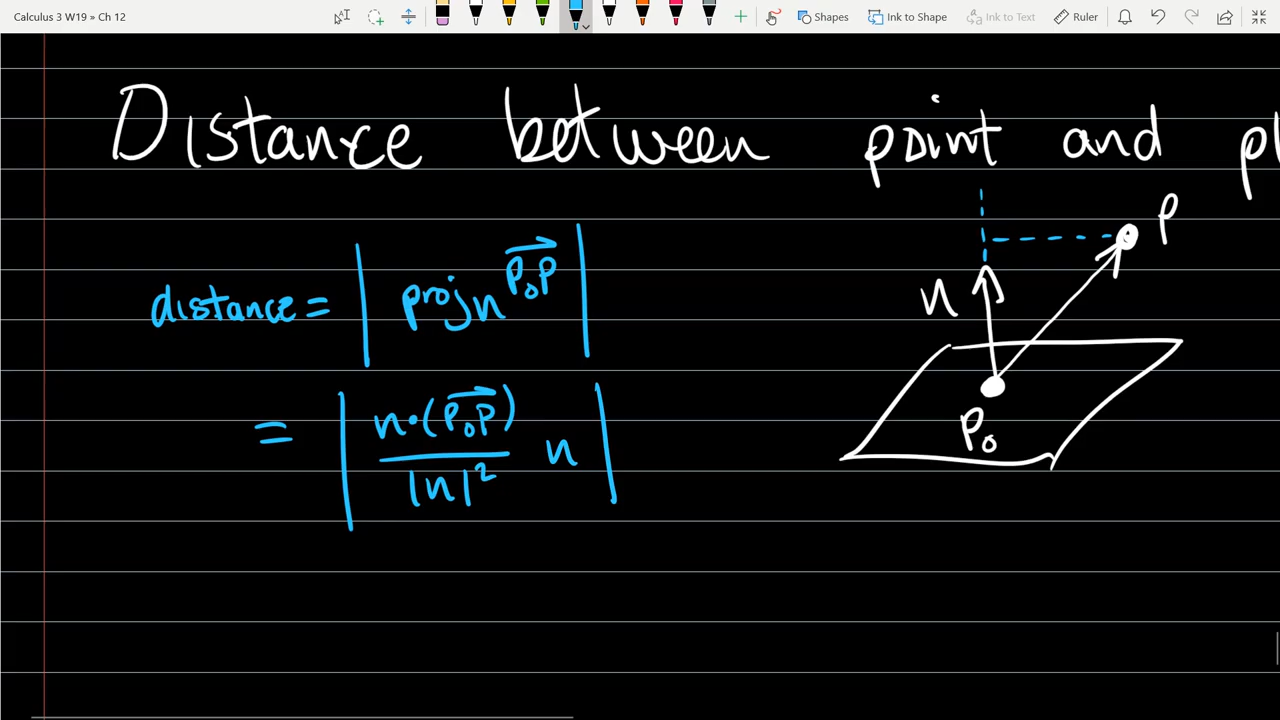 Calculus 3 W19 » Ch 12
Shapes
Ink to Shape
Ink to Text
Ruler
Distance between point and pl
distance = | proj n P₀P |
= | n·(P₀P) / |n|² n |
P
n
P₀